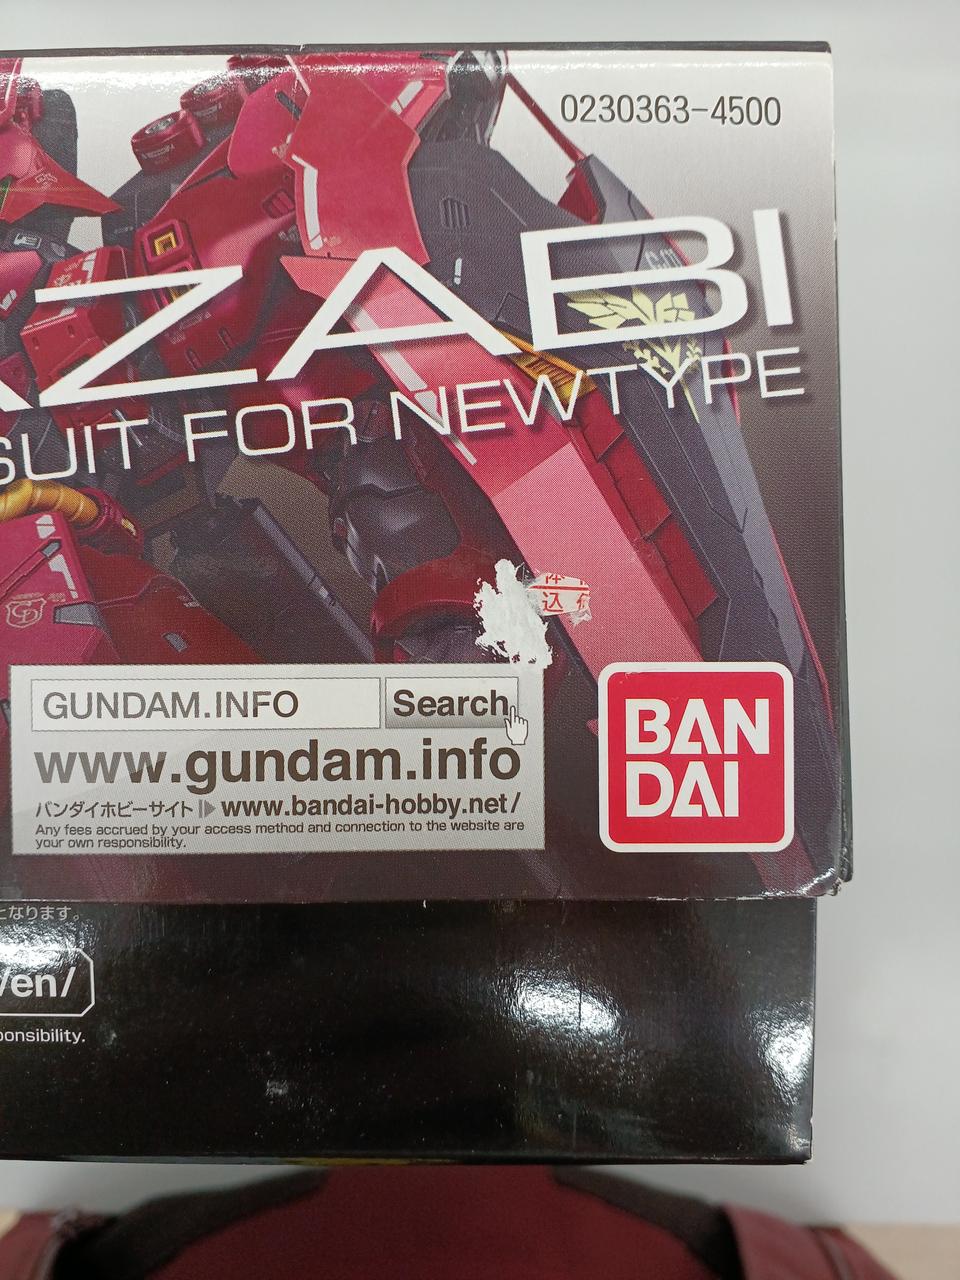 0230363-4500
AZABI
SUIT FOR NEWTYPE
GUNDAM.INFO
Search
www.gundam.info
バンダイホビーサイト
www.bandai-hobby.net/
Any fees accrued by your access method and connection to the website are
your own responsibility.
BAN
DAI
込
となります。
/en/
ponsibility.